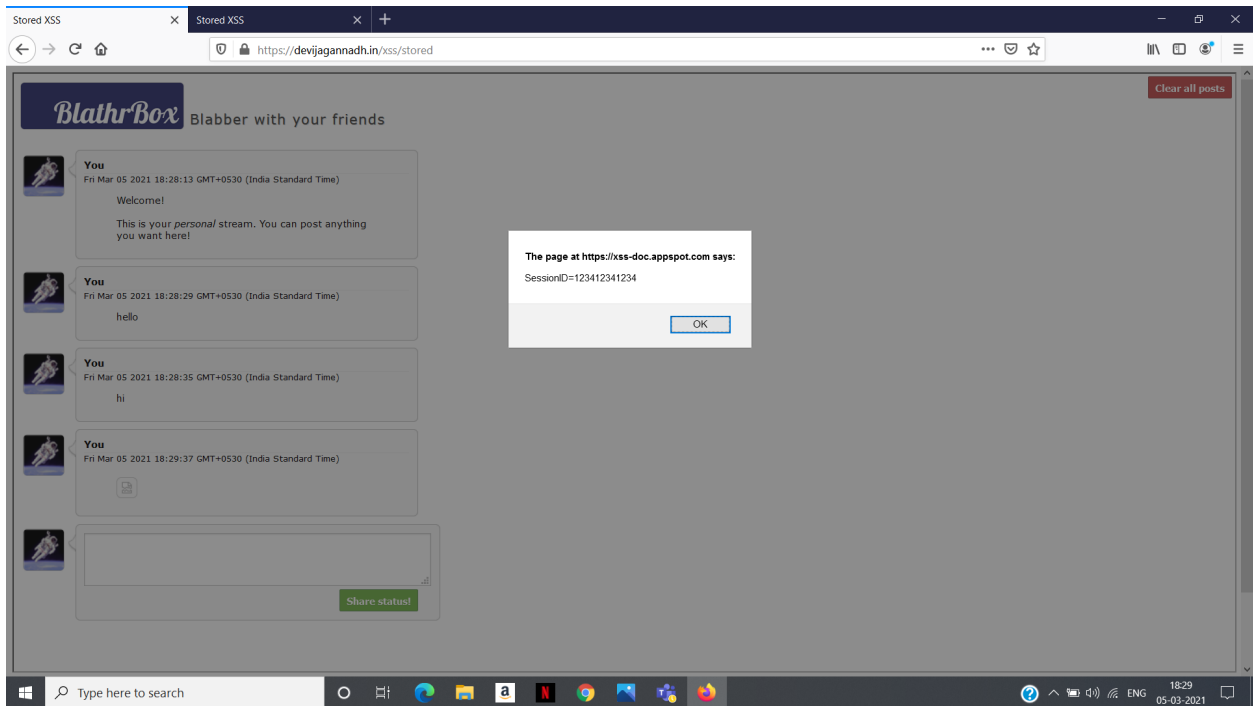 Stored XSS
Stored XSS
https://devijagannadh.in/xss/stored
Clear all posts
BlathrBox Blabber with your friends
You
Fri Mar 05 2021 18:28:13 GMT+0530 (India Standard Time)
Welcome!
This is your personal stream. You can post anything
you want here!
The page at https://xss-doc.appspot.com says:
SessionID=123412341234
OK
You
Fri Mar 05 2021 18:28:29 GMT+0530 (India Standard Time)
hello
You
Fri Mar 05 2021 18:28:35 GMT+0530 (India Standard Time)
hi
You
Fri Mar 05 2021 18:29:37 GMT+0530 (India Standard Time)
Share status!
Type here to search
a
N
ENG
18:29
05-03-2021